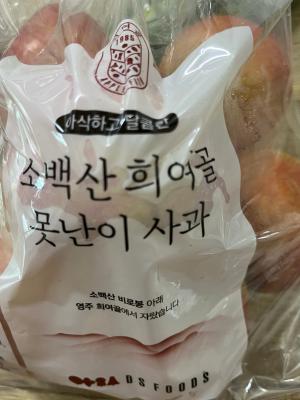 아삭하고 달콤한
소백산 희여골
못난이 사과
소백산 비로봉 아래
영주 희여골에서 자랐습니다
DS FOODS